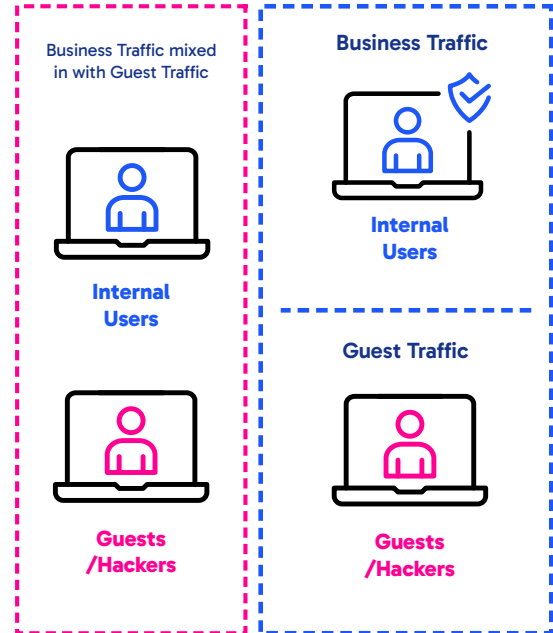 Business Traffic mixed
in with Guest Traffic
Internal
Users
Guests
/Hackers
Business Traffic
Internal
Users
Guest Traffic
Guests
/Hackers